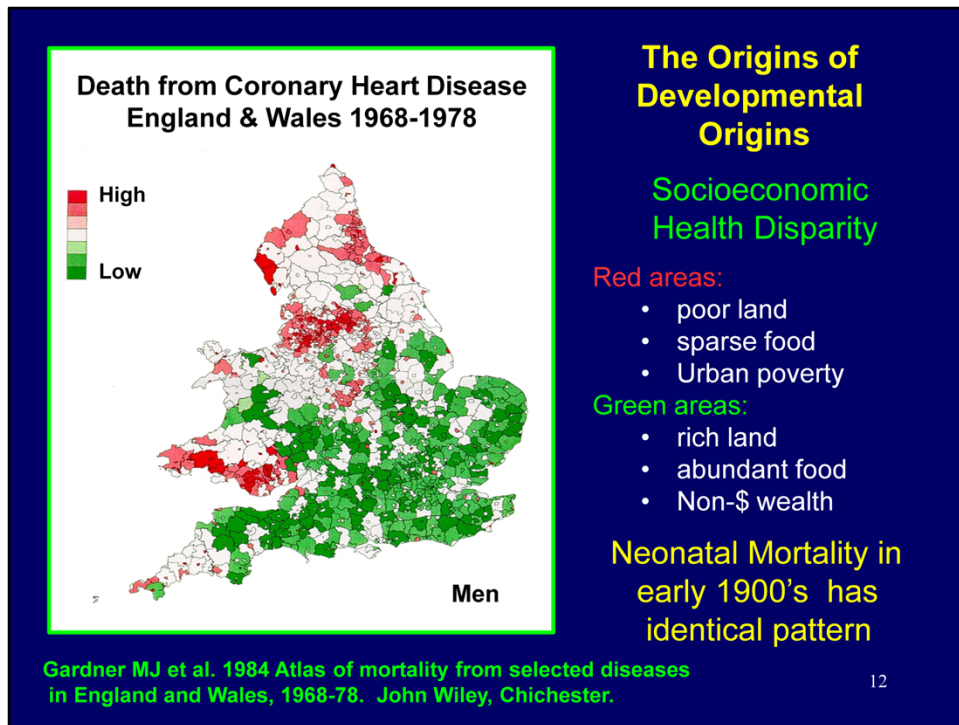 Death from Coronary Heart Disease
England & Wales 1968-1978
High
Low
Men
The Origins of
Developmental
Origins
Socioeconomic
Health Disparity
Red areas:
• poor land
• sparse food
• Urban poverty
Green areas:
• rich land
• abundant food
• Non-$ wealth
Neonatal Mortality in
early 1900's has
identical pattern
Gardner MJ et al. 1984 Atlas of mortality from selected diseases
in England and Wales, 1968-78. John Wiley, Chichester.
12